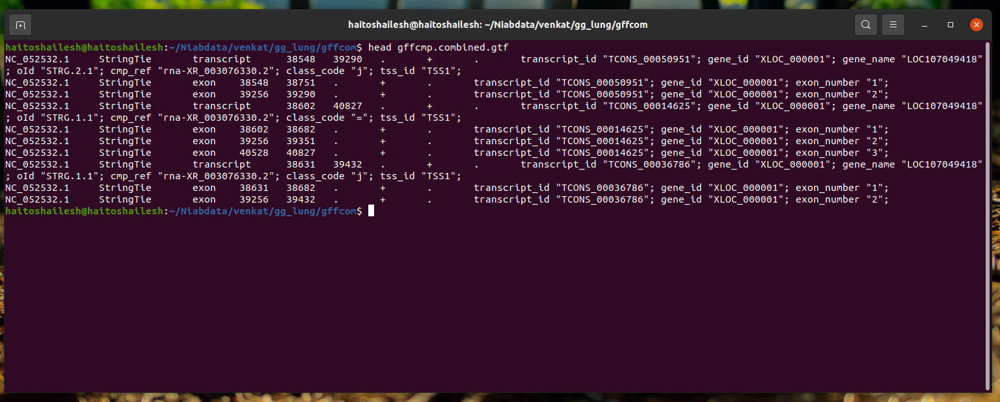 haitoshailesh@haitoshailesh: ~/Niabdata/venkat/gg_lung/gffcom
haitoshailesh@haitoshailesh:~/Niabdata/venkat/gg_lung/gffcom$ head gffcmp.combined.gtf
NC_052532.1	StringTie	transcript	38548	39290	.	+	.	transcript_id "TCONS_00050951"; gene_id "XLOC_000001"; gene_name "LOC107049418"
; oId "STRG.2.1"; cmp_ref "rna-XR_003076330.2"; class_code "j"; tss_id "TSS1";
NC_052532.1	StringTie	exon	38548	38751	.	+	.	transcript_id "TCONS_00050951"; gene_id "XLOC_000001"; exon_number "1";
NC_052532.1	StringTie	exon	39256	39290	.	+	.	transcript_id "TCONS_00050951"; gene_id "XLOC_000001"; exon_number "2";
NC_052532.1	StringTie	transcript	38602	40827	.	+	.	transcript_id "TCONS_00014625"; gene_id "XLOC_000001"; gene_name "LOC107049418"
; oId "STRG.1.1"; cmp_ref "rna-XR_003076330.2"; class_code "="; tss_id "TSS1";
NC_052532.1	StringTie	exon	38602	38682	.	+	.	transcript_id "TCONS_00014625"; gene_id "XLOC_000001"; exon_number "1";
NC_052532.1	StringTie	exon	39256	39351	.	+	.	transcript_id "TCONS_00014625"; gene_id "XLOC_000001"; exon_number "2";
NC_052532.1	StringTie	exon	40528	40827	.	+	.	transcript_id "TCONS_00014625"; gene_id "XLOC_000001"; exon_number "3";
NC_052532.1	StringTie	transcript	38631	39432	.	+	.	transcript_id "TCONS_00036786"; gene_id "XLOC_000001"; gene_name "LOC107049418"
; oId "STRG.1.1"; cmp_ref "rna-XR_003076330.2"; class_code "j"; tss_id "TSS1";
NC_052532.1	StringTie	exon	38631	38682	.	+	.	transcript_id "TCONS_00036786"; gene_id "XLOC_000001"; exon_number "1";
NC_052532.1	StringTie	exon	39256	39432	.	+	.	transcript_id "TCONS_00036786"; gene_id "XLOC_000001"; exon_number "2";
haitoshailesh@haitoshailesh:~/Niabdata/venkat/gg_lung/gffcom$